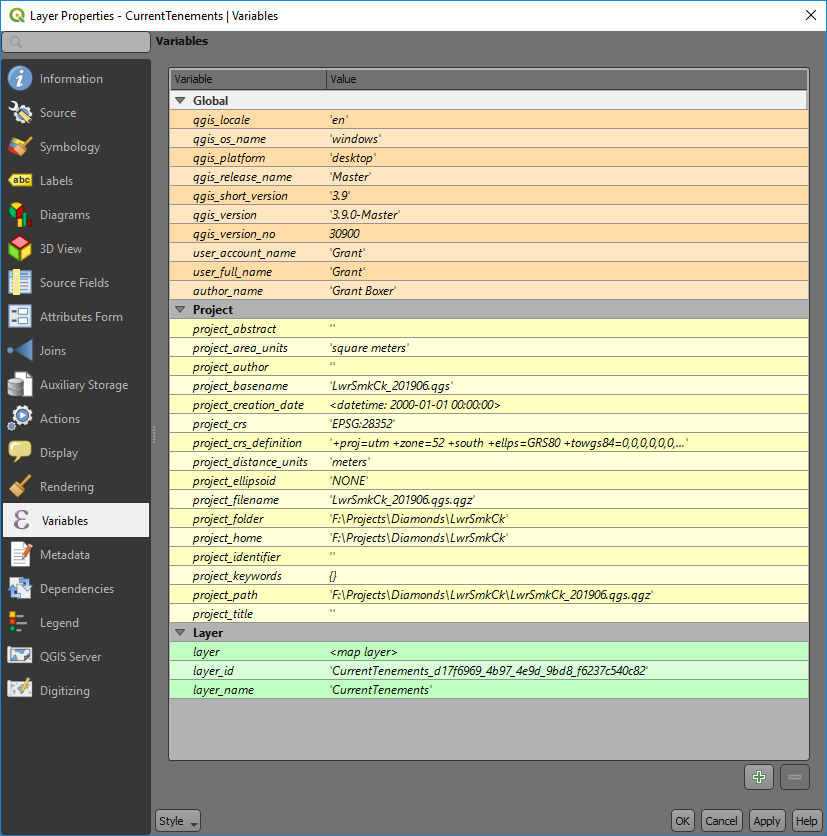 Layer Properties - CurrentTenements | Variables
Variables
Information
Source
Symbology
abc Labels
Diagrams
3D View
Source Fields
Attributes Form
Joins
Auxiliary Storage
Actions
Display
Rendering
Variables
Metadata
Dependencies
Legend
QGIS Server
Digitizing
Variable Value
Global
qgis_locale 'en'
qgis_os_name 'windows'
qgis_platform 'desktop'
qgis_release_name 'Master'
qgis_short_version '3.9'
qgis_version '3.9.0-Master'
qgis_version_no 30900
user_account_name 'Grant'
user_full_name 'Grant'
author_name 'Grant Boxer'
Project
project_abstract ''
project_area_units 'square meters'
project_author ''
project_basename 'LwrSmkCk_201906.qgs'
project_creation_date <datetime: 2000-01-01 00:00:00>
project_crs 'EPSG:28352'
project_crs_definition '+proj=utm +zone=52 +south +ellps=GRS80 +towgs84=0,0,0,0,0,0,...'
project_distance_units 'meters'
project_ellipsoid 'NONE'
project_filename 'LwrSmkCk_201906.qgs.qgz'
project_folder 'F:\Projects\Diamonds\LwrSmkCk'
project_home 'F:\Projects\Diamonds\LwrSmkCk'
project_identifier ''
project_keywords {}
project_path 'F:\Projects\Diamonds\LwrSmkCk\LwrSmkCk_201906.qgs.qgz'
project_title ''
Layer
layer <map layer>
layer_id 'CurrentTenements_d17f6969_4b97_4e9d_9bd8_f6237c540c82'
layer_name 'CurrentTenements'
Style OK Cancel Apply Help